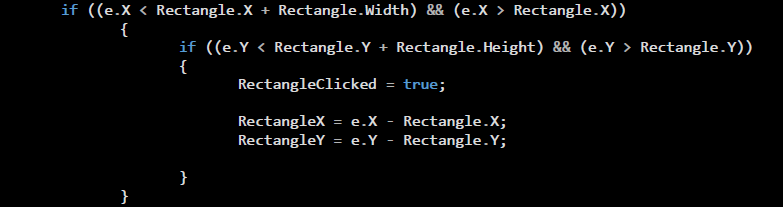 if ((e.X < Rectangle.X + Rectangle.Width) && (e.X > Rectangle.X))
{
if ((e.Y < Rectangle.Y + Rectangle.Height) && (e.Y > Rectangle.Y))
{
RectangleClicked = true;
RectangleX = e.X - Rectangle.X;
RectangleY = e.Y - Rectangle.Y;
}
}